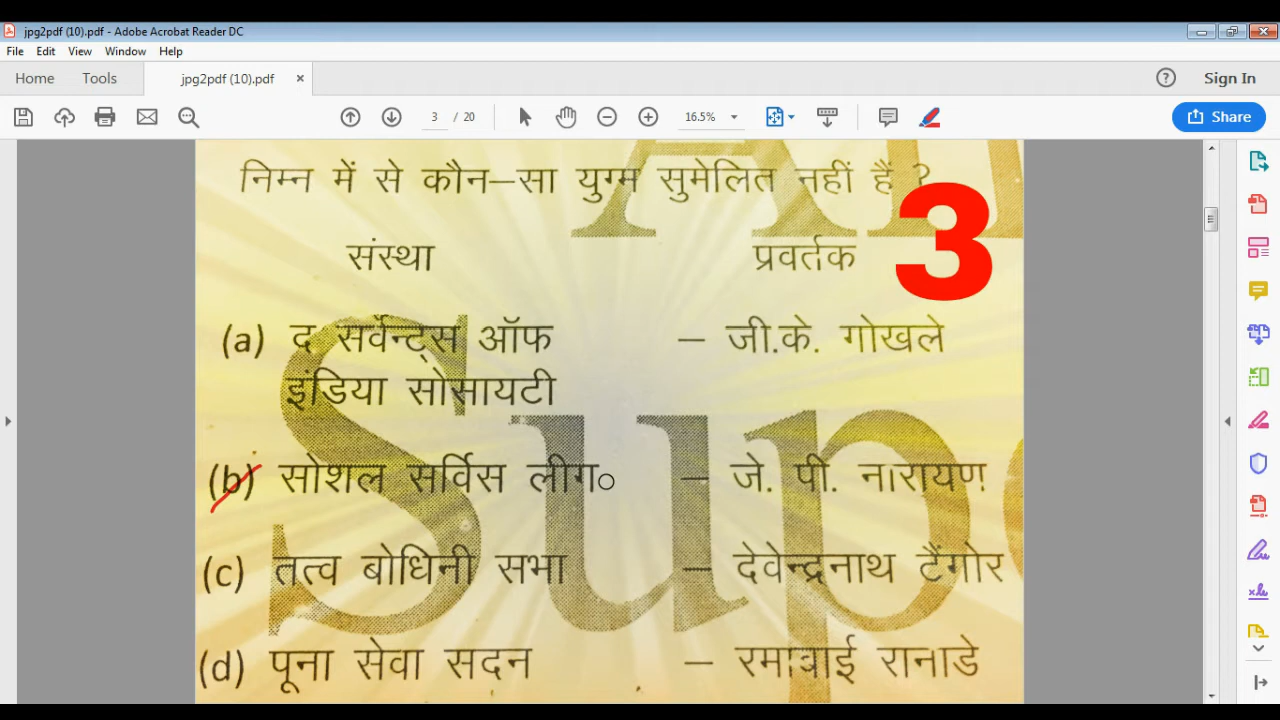 jpg2pdf (10).pdf - Adobe Acrobat Reader DC
File Edit View Window Help
Home Tools jpg2pdf (10).pdf × Sign In
3 / 20 16.5% Share
निम्न में से कौन–सा युग्म सुमेलित नहीं हैं ?
3
संस्था प्रवर्तक
(a) द सर्वेन्ट्स ऑफ – जी.के. गोखले
इंडिया सोसायटी
(b) सोशल सर्विस लीग – जे. पी. नारायण
(c) तत्व बोधिनी सभा – देवेन्द्रनाथ टैंगोर
(d) पूना सेवा सदन – रमाबाई रानाडे
Sup